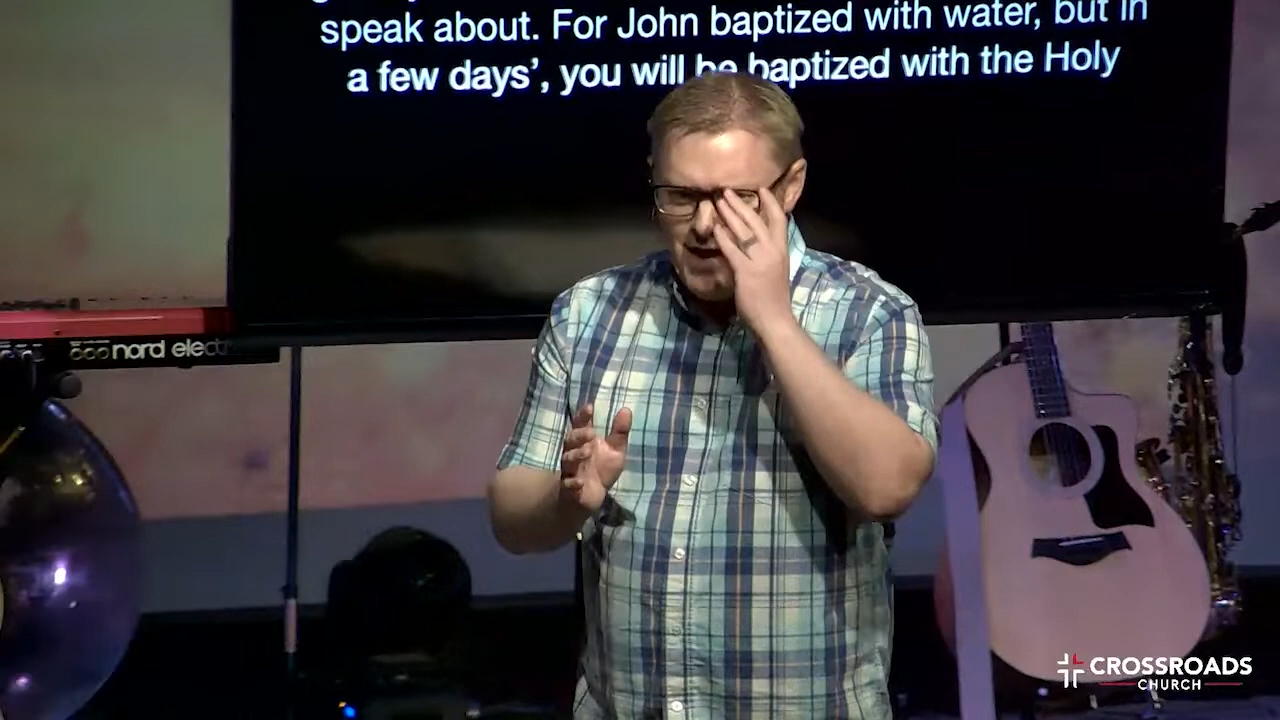 speak about. For John baptized with water, but in
a few days’, you will be baptized with the Holy
nord elect
CROSSROADS
CHURCH